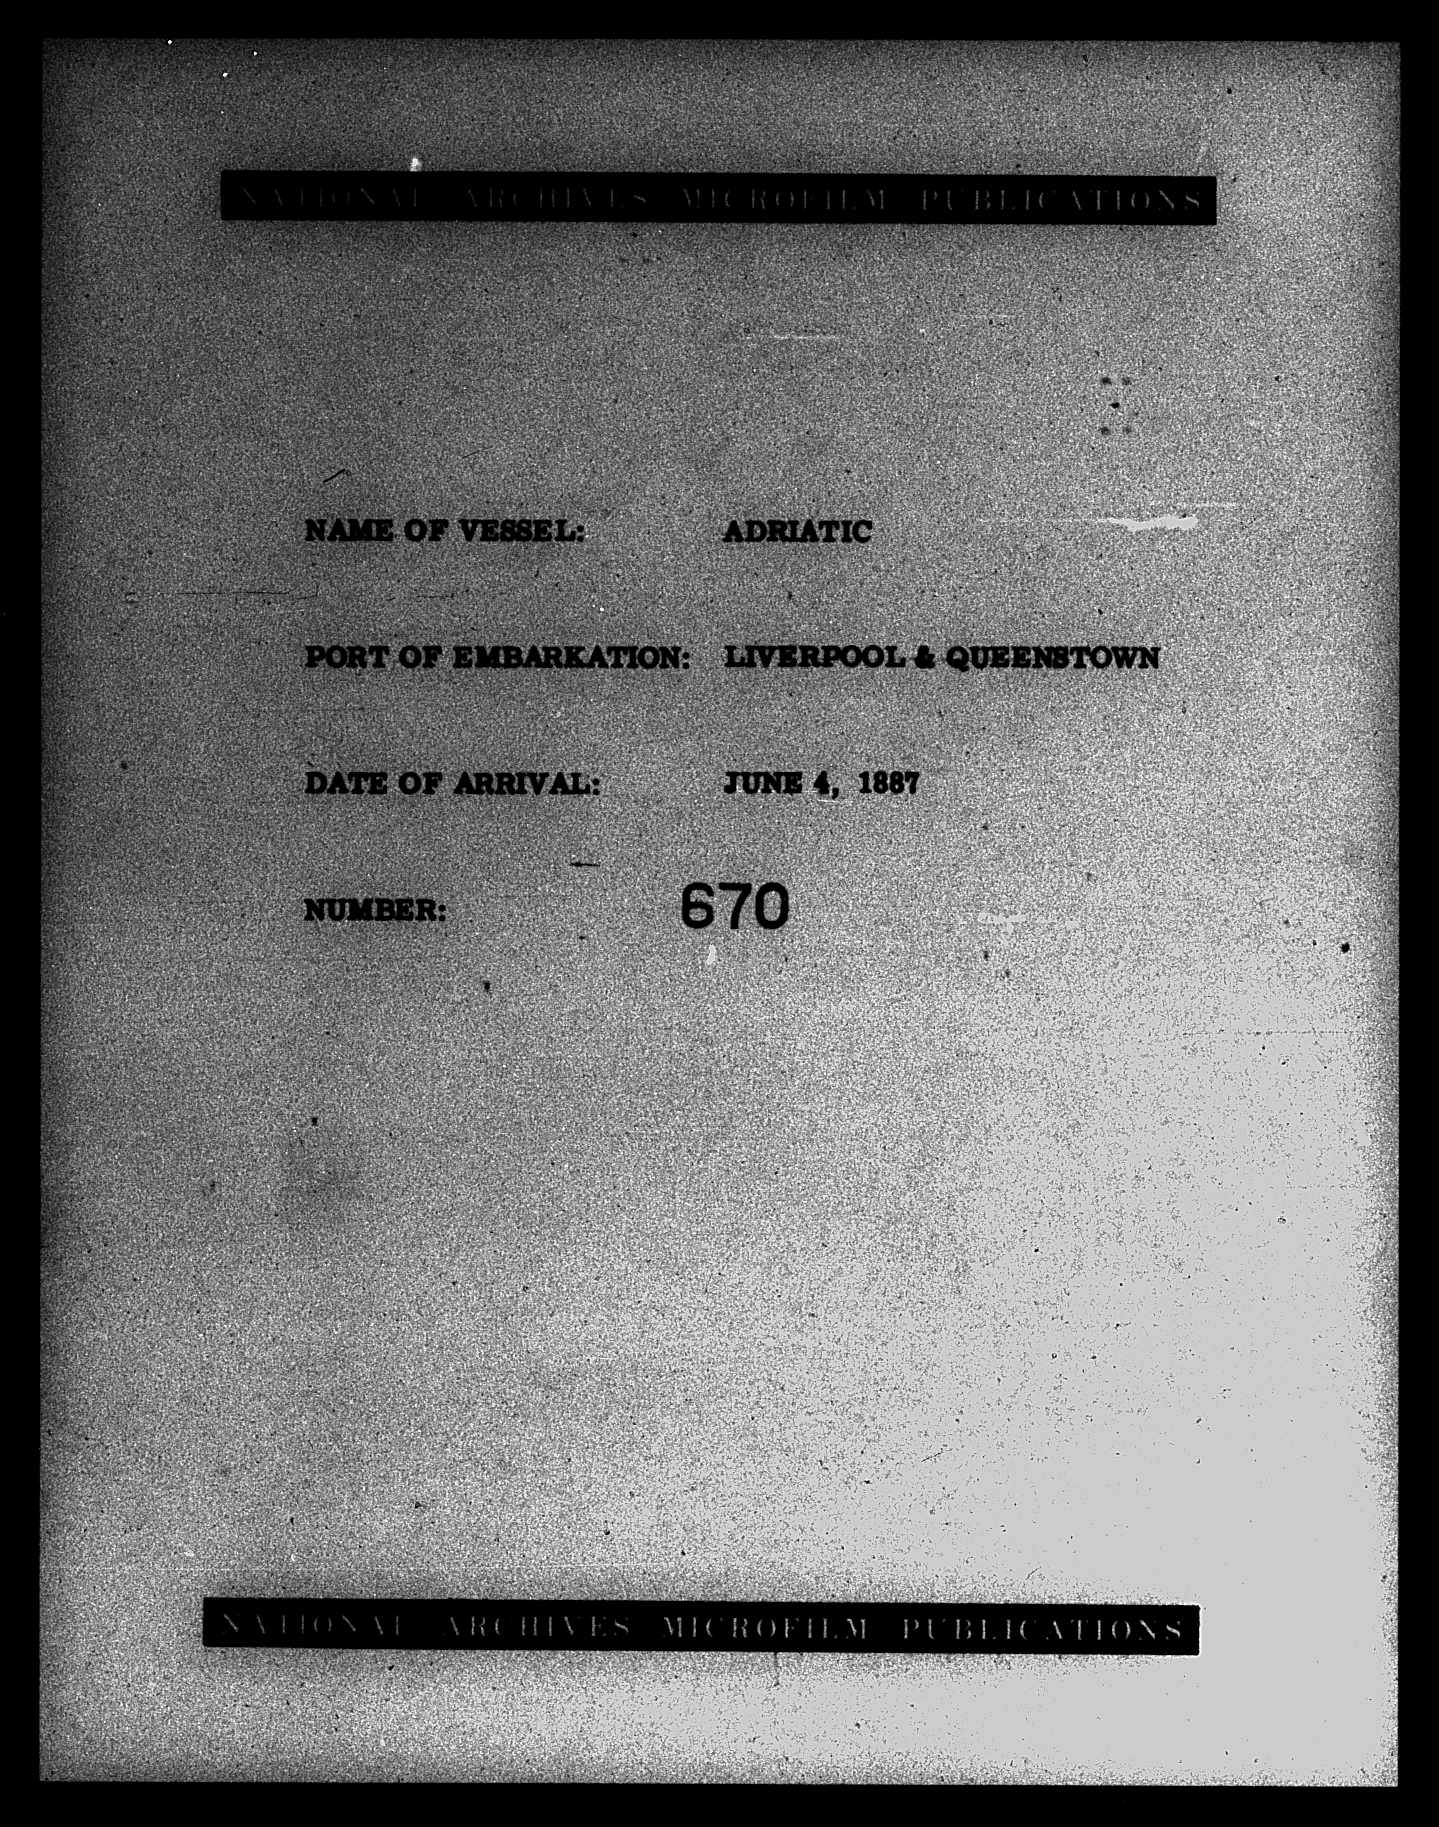 NATIONAL ARCHIVES MICROFILM PUBLICATIONS
NAME OF VESSEL: ADRIATIC
PORT OF EMBARKATION: LIVERPOOL & QUEENSTOWN
DATE OF ARRIVAL: JUNE 4, 1887
NUMBER: 670
NATIONAL ARCHIVES MICROFILM PUBLICATIONS